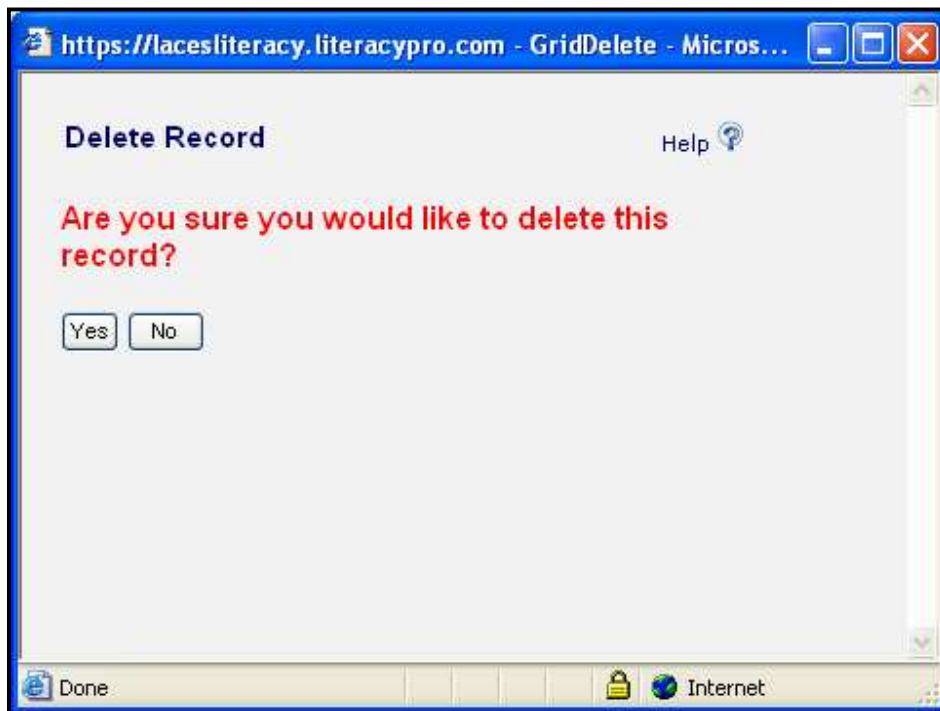 https://lacesliteracy.literacypro.com - GridDelete - Micros...
Delete Record
Help
Are you sure you would like to delete this
record?
Yes No
Done Internet